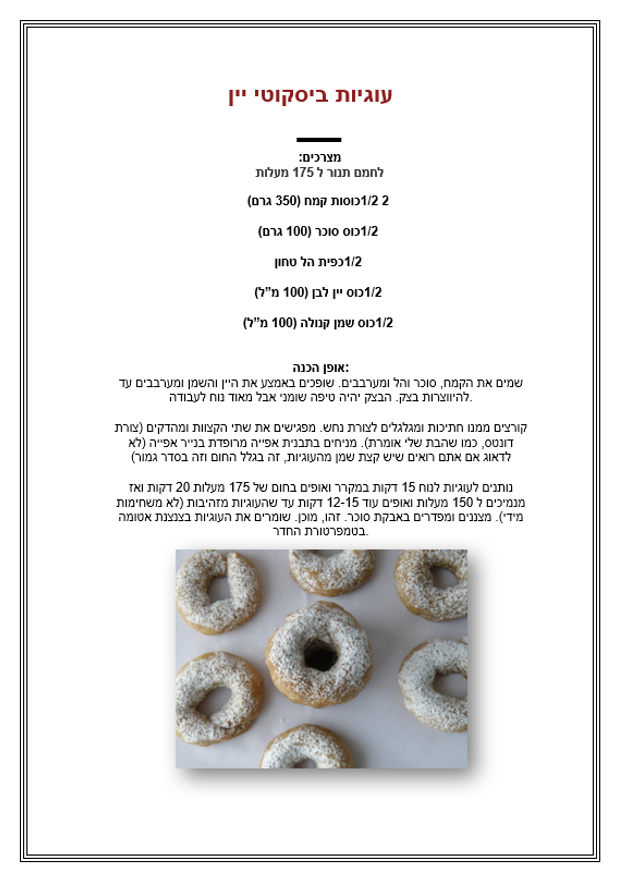 עוגיות ביסקוטי יין
מצרכים:
לחמם תנור ל 175 מעלות
2 1/2כוסות קמח (350 גרם)
1/2כוס סוכר (100 גרם)
1/2כפית הל טחון
1/2כוס יין לבן (100 מ"ל)
1/2כוס שמן קנולה (100 מ"ל)
אופן הכנה:
שמים את הקמח, סוכר והל ומערבבים. שופכים באמצע את היין והשמן ומערבבים עד
להיווצרות בצק. הבצק יהיה טיפה שומני אבל מאוד נוח לעבודה.
קורצים ממנו חתיכות ומגלגלים לצורת נחש. מפגישים את שתי הקצוות ומהדקים (צורת
דונטס, כמו שהבת שלי אומרת). מניחים בתבנית אפייה מרופדת בנייר אפייה (לא
לדאוג אם אתם רואים שיש קצת שמן מהעוגיות, זה בגלל החום וזה בסדר גמור)
נותנים לעוגיות לנוח 15 דקות במקרר ואופים בחום של 175 מעלות 20 דקות ואז
מנמיכים ל 150 מעלות ואופים עוד 12-15 דקות עד שהעוגיות מזהיבות (לא משחימות
מידי). מצננים ומפדרים באבקת סוכר. זהו, מוכן. שומרים את העוגיות בצנצנת אטומה
בטמפרטורת החדר.